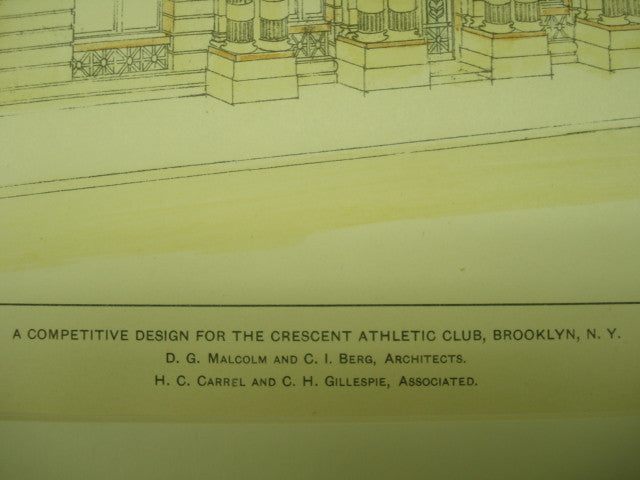 A COMPETITIVE DESIGN FOR THE CRESCENT ATHLETIC CLUB, BROOKLYN, N. Y.
D. G. MALCOLM AND C. I. BERG, ARCHITECTS.
H. C. CARREL AND C. H. GILLESPIE, ASSOCIATED.